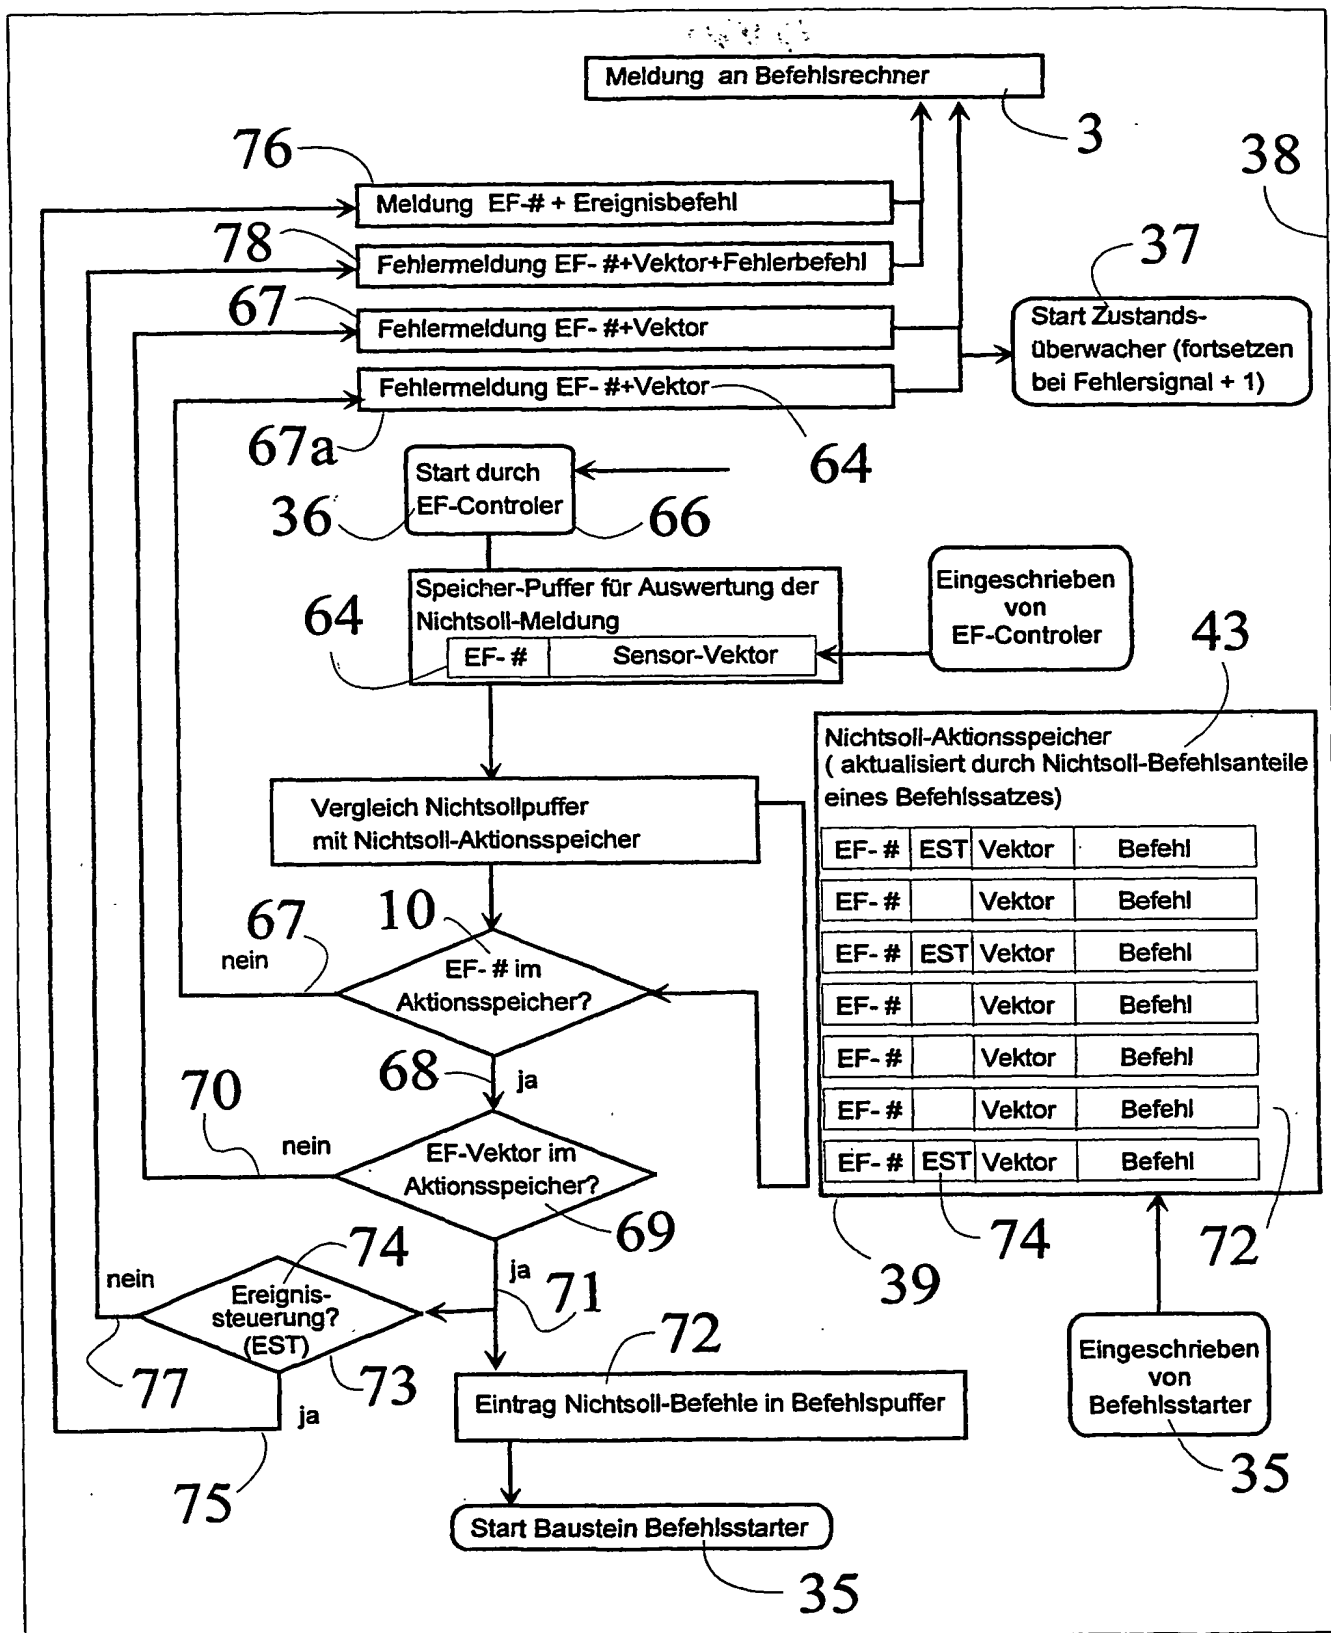 Meldung an Befehlsrechner
3
38
76
Meldung EF-# + Ereignisbefehl
78
Fehlermeldung EF- #+Vektor+Fehlerbefehl
37
67
Fehlermeldung EF- #+Vektor
Start Zustands-
überwacher (fortsetzen
bei Fehlersignal + 1)
Fehlermeldung EF- #+Vektor
67a
64
Start durch
EF-Controler
36
66
Speicher-Puffer für Auswertung der
Nichtsoll-Meldung
64
EF- # Sensor-Vektor
Eingeschrieben
von
EF-Controler
43
Nichtsoll-Aktionsspeicher
( aktualisiert durch Nichtsoll-Befehlsanteile
eines Befehlssatzes)
EF- # EST Vektor Befehl
EF- # Vektor Befehl
EF- # EST Vektor Befehl
EF- # Vektor Befehl
EF- # Vektor Befehl
EF- # Vektor Befehl
EF- # EST Vektor Befehl
39
74
72
Vergleich Nichtsollpuffer
mit Nichtsoll-Aktionsspeicher
10
67
nein
EF- # im
Aktionsspeicher?
68
ja
70
nein
EF-Vektor im
Aktionsspeicher?
69
ja
71
74
nein
Ereignis-
steuerung?
(EST)
77
73
ja
75
72
Eintrag Nichtsoll-Befehle in Befehlspuffer
Eingeschrieben
von
Befehlsstarter
35
Start Baustein Befehlsstarter
35